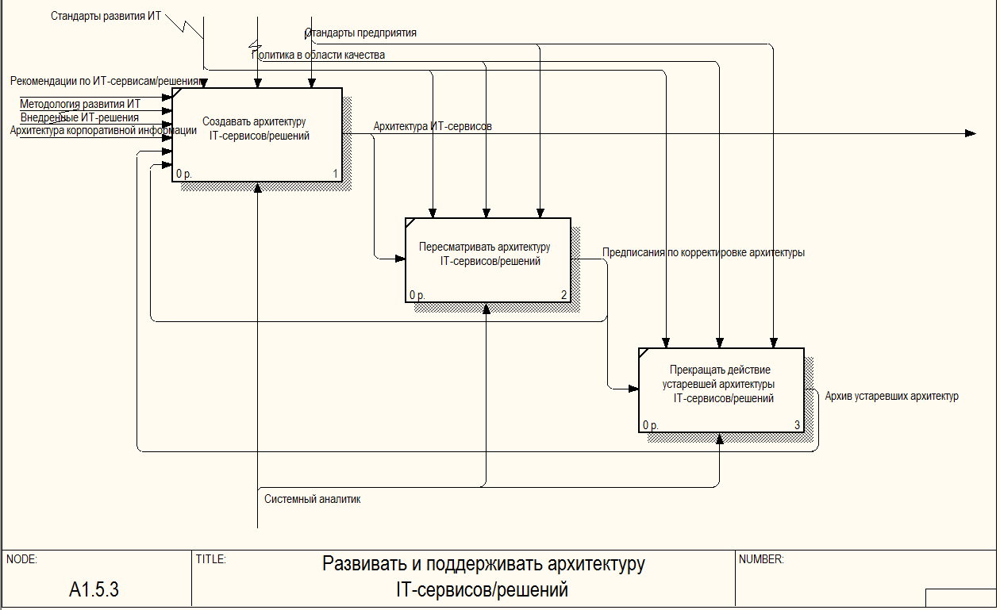 Стандарты развития ИТ
Стандарты предприятия
Политика в области качества
Рекомендации по ИТ-сервисам/решениям
Методология развития ИТ
Внедренные ИТ-решения
Архитектура корпоративной информации
Создавать архитектуру
IT-сервисов/решений
0 р.
1
Архитектура ИТ-сервисов
Пересматривать архитектуру
IT-сервисов/решений
0 р.
2
Предписания по корректировке архитектуры
Прекращать действие
устаревшей архитектуры
IT-сервисов/решений
0 р.
3
Архив устаревших архитектур
Системный аналитик
NODE:
A1.5.3
TITLE:
Развивать и поддерживать архитектуру
IT-сервисов/решений
NUMBER: